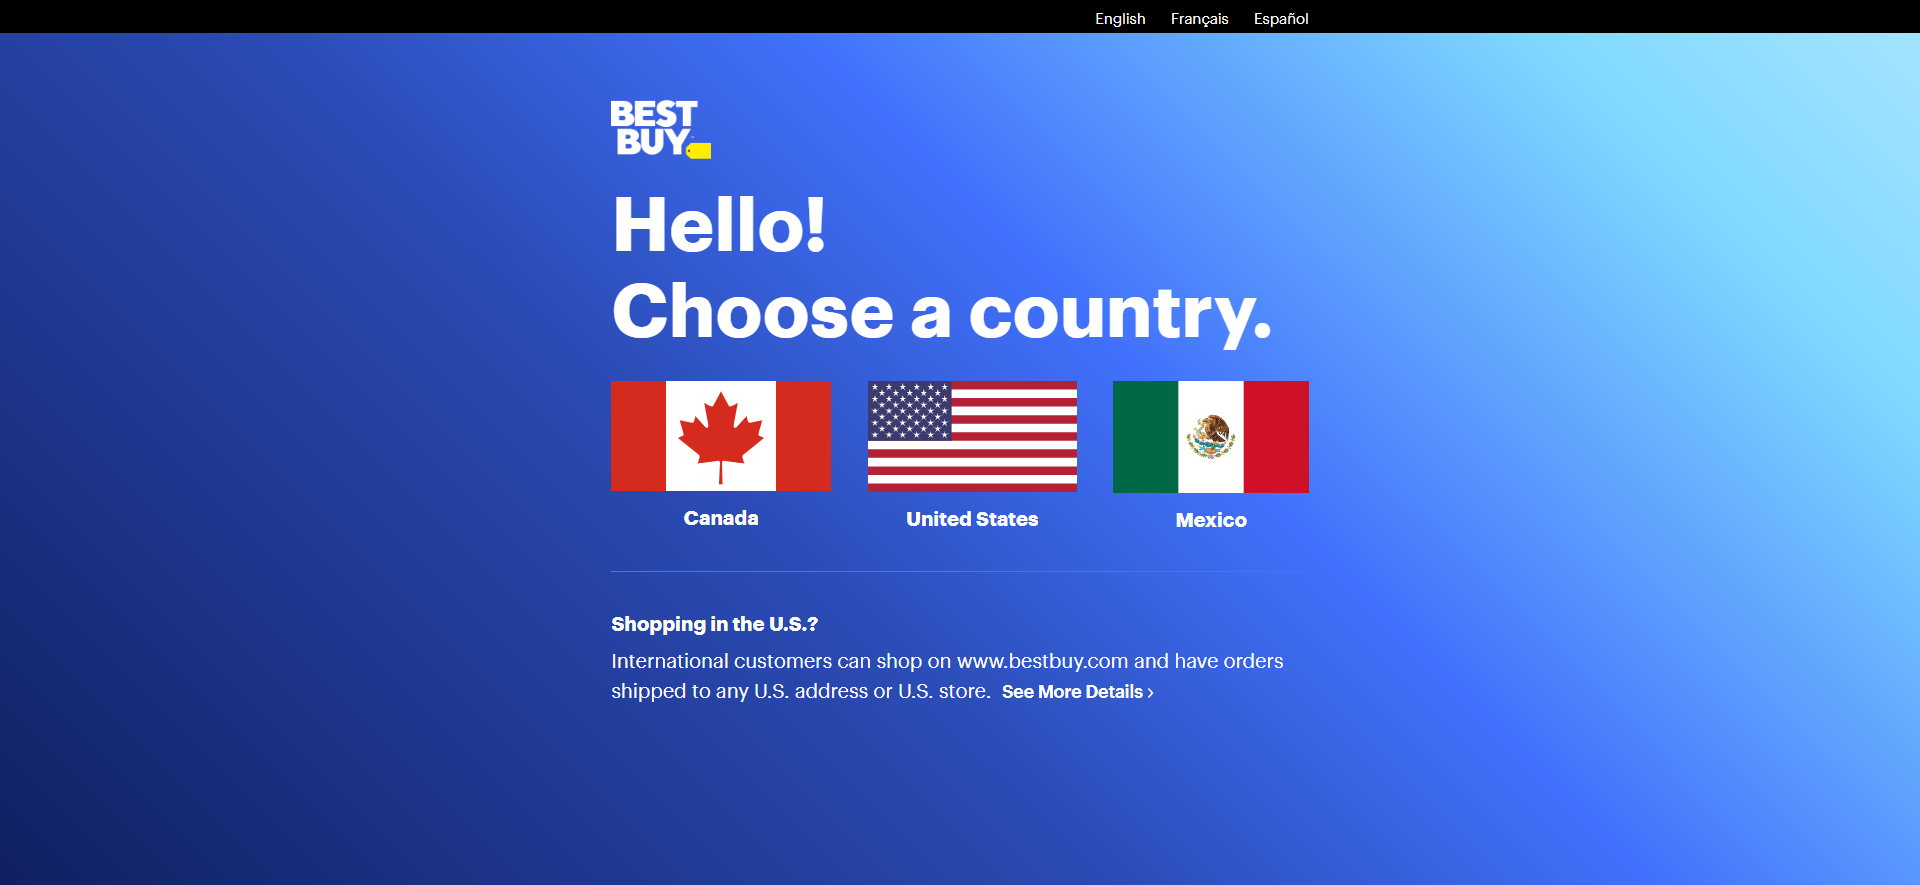 English Français Español
BEST
BUY
Hello!
Choose a country.
Canada United States Mexico
Shopping in the U.S.?
International customers can shop on www.bestbuy.com and have orders
shipped to any U.S. address or U.S. store. See More Details ›